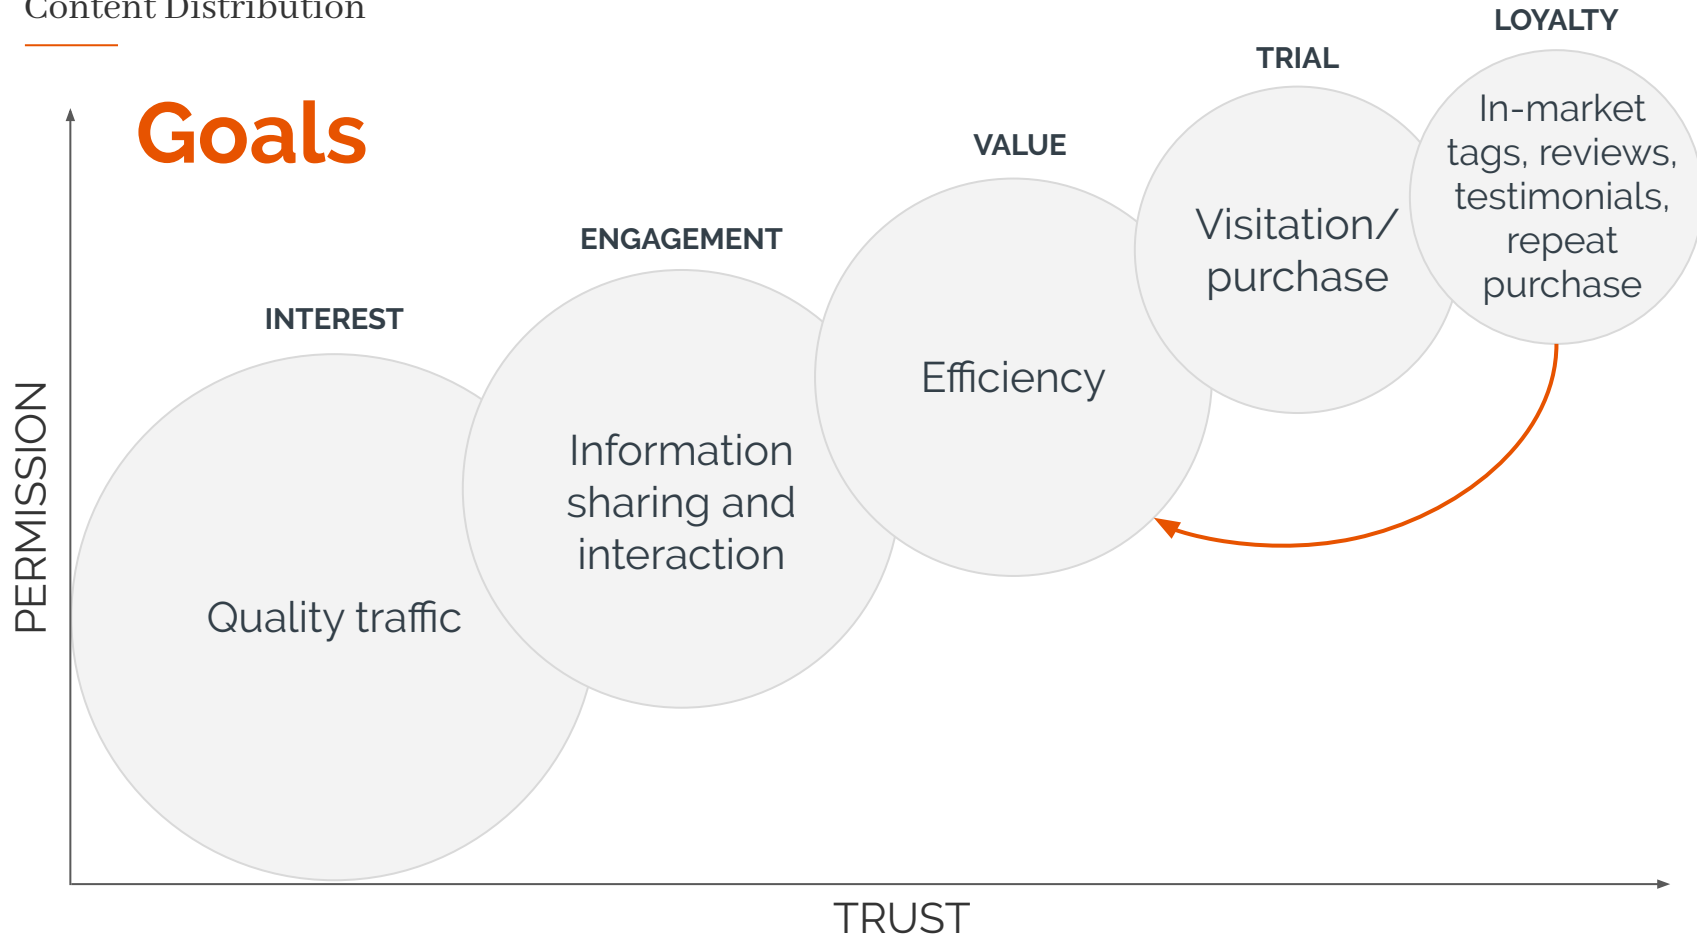 Content Distribution
Goals
LOYALTY
In-market
tags, reviews,
testimonials,
repeat
purchase
TRIAL
Visitation/
purchase
VALUE
Efficiency
ENGAGEMENT
Information
sharing and
interaction
INTEREST
Quality traffic
PERMISSION
TRUST